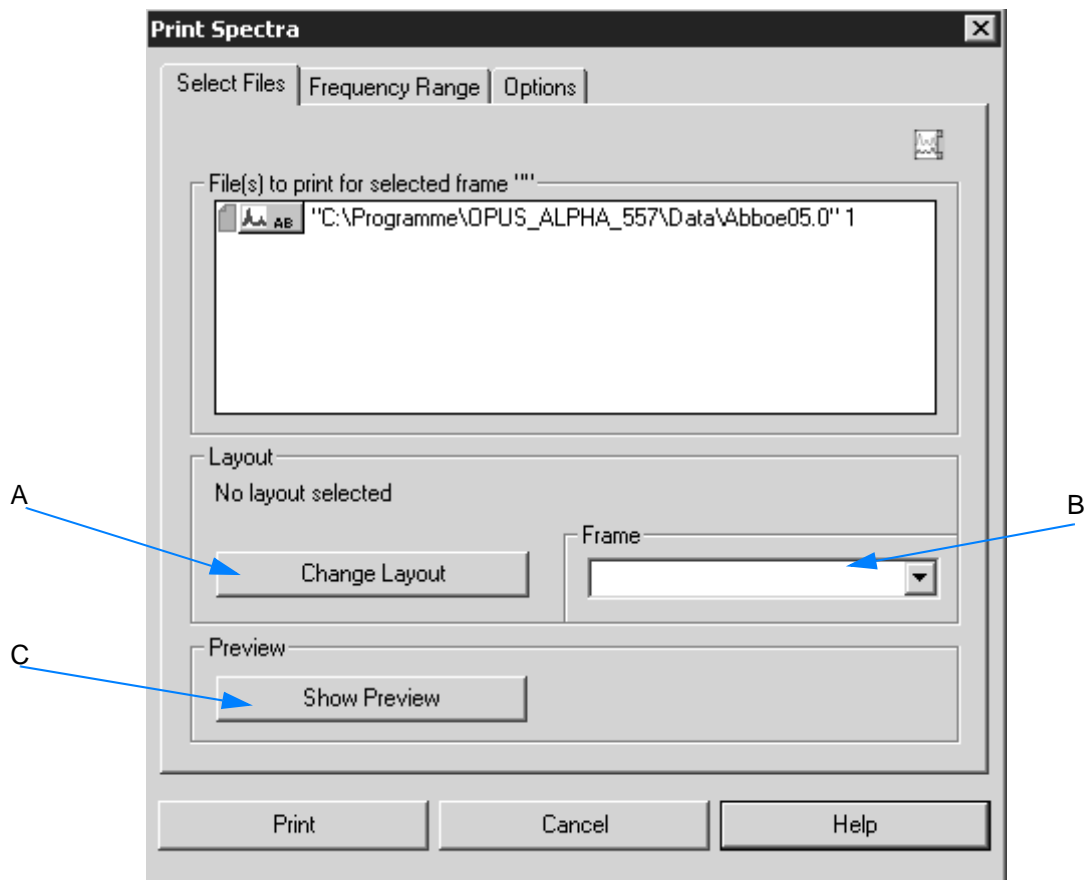 Print Spectra
Select Files Frequency Range Options
File(s) to print for selected frame ""
AB "C:\Programme\OPUS_ALPHA_557\Data\Abboe05.0" 1
Layout
No layout selected
A
B
Frame
Change Layout
C
Preview
Show Preview
Print Cancel Help